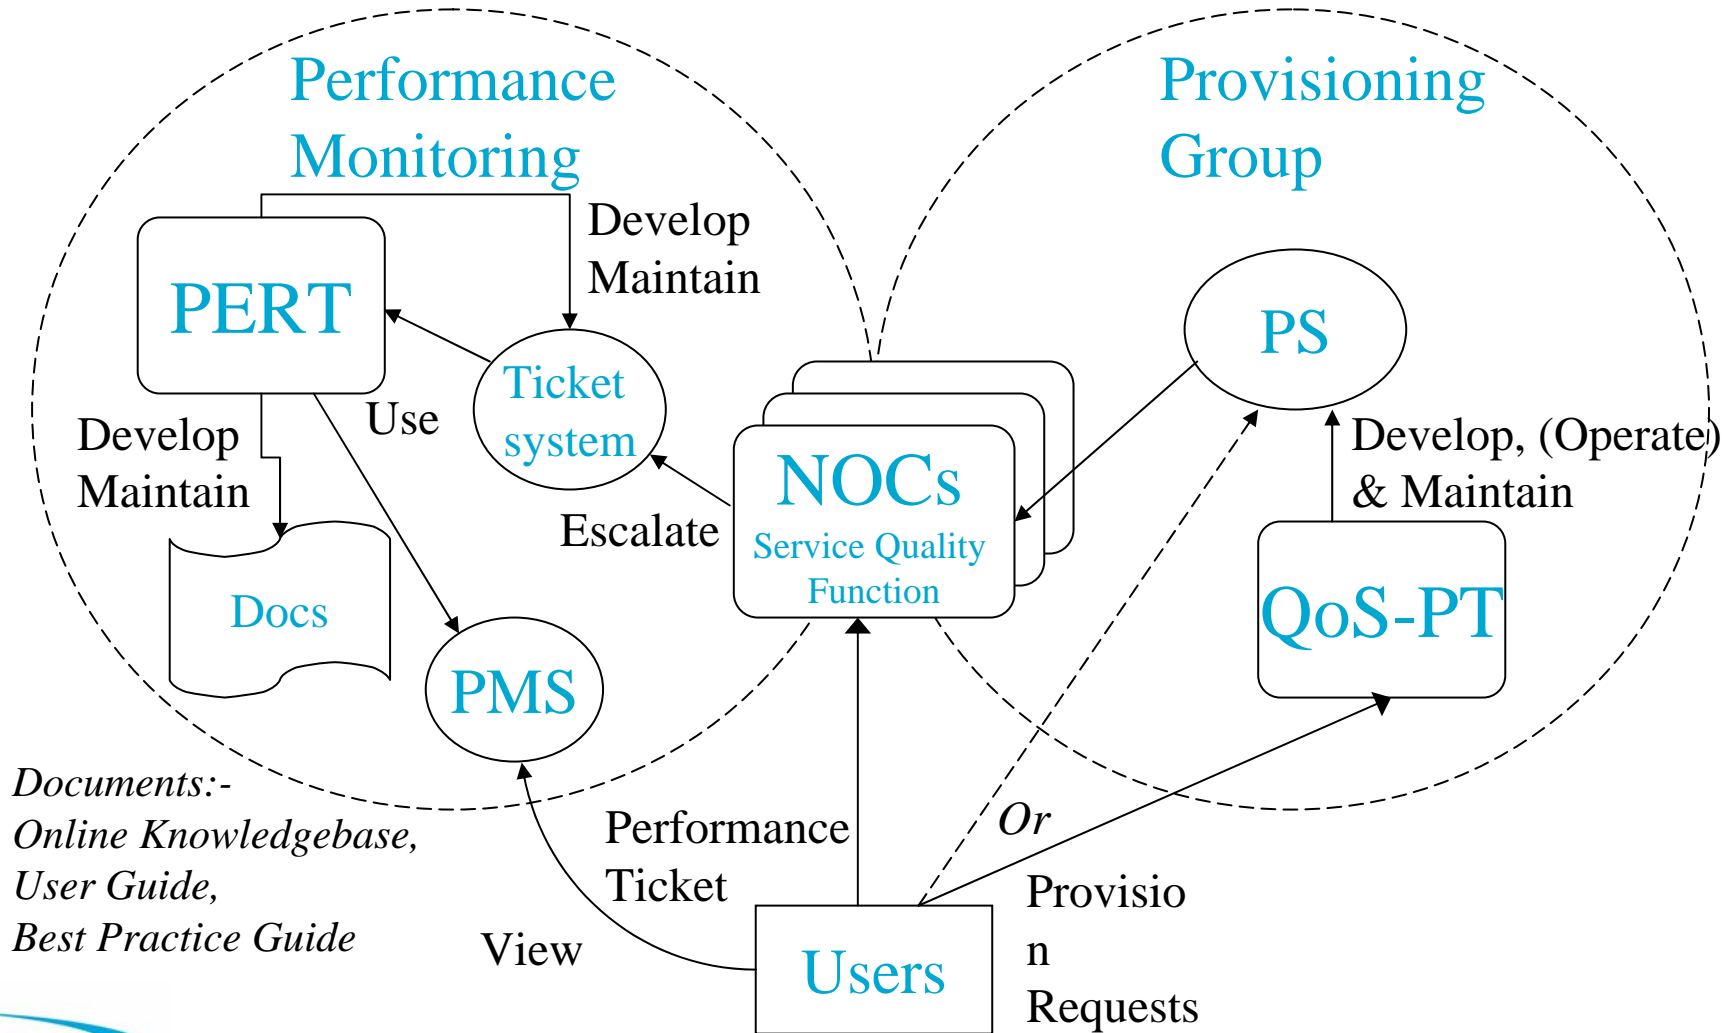 Performance
Monitoring
Provisioning
Group
Develop
Maintain
PERT
PS
Ticket
system
Use
Develop
Maintain
Develop, (Operate)
& Maintain
NOCs
Service Quality
Function
Escalate
Docs
QoS-PT
PMS
Documents:-
Online Knowledgebase,
User Guide,
Best Practice Guide
Performance
Ticket
Or
View
Users
Provisio
n
Requests